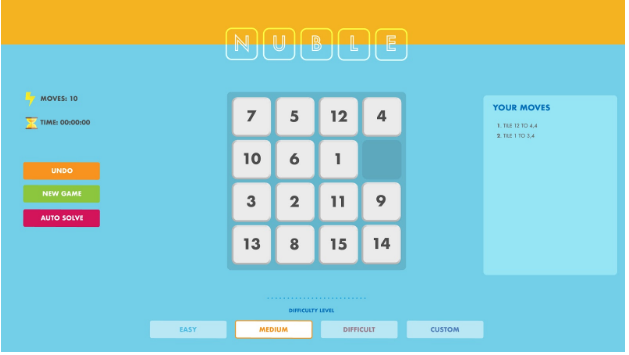 NUBLE
MOVES: 10
TIME: 00:00:00
UNDO
NEW GAME
AUTO SOLVE
7 5 12 4
10 6 1
3 2 11 9
13 8 15 14
YOUR MOVES
1. TILE 12 TO 4,4
2. TILE 1 TO 3,4
DIFFICULTY LEVEL
EASY MEDIUM DIFFICULT CUSTOM